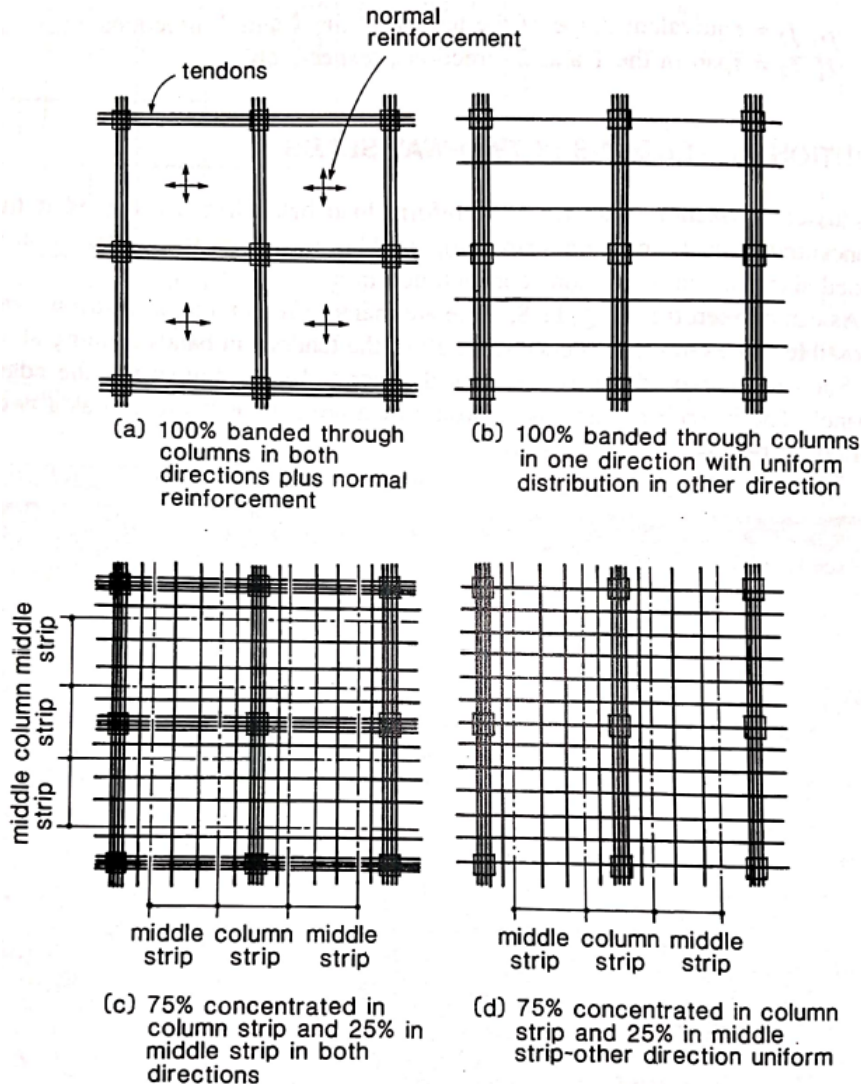 normal
reinforcement
tendons
(a) 100% banded through
columns in both
directions plus normal
reinforcement
(b) 100% banded through columns
in one direction with uniform
distribution in other direction
middle column middle
strip strip strip
middle column middle
strip strip strip
(c) 75% concentrated in
column strip and 25% in
middle strip in both
directions
middle column middle
strip strip strip
(d) 75% concentrated in column
strip and 25% in middle
strip-other direction uniform